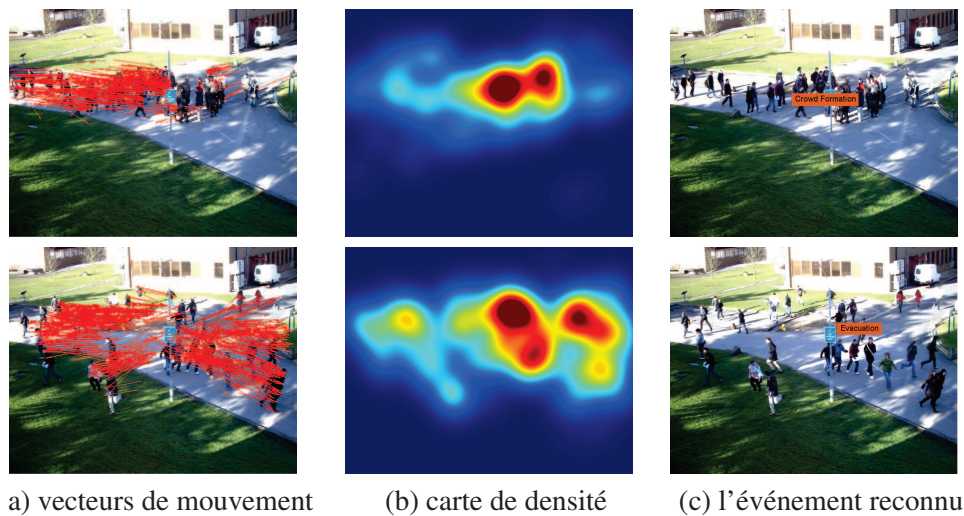 Crowd Formation
Evacuation
a) vecteurs de mouvement
(b) carte de densité
(c) l'événement reconnu